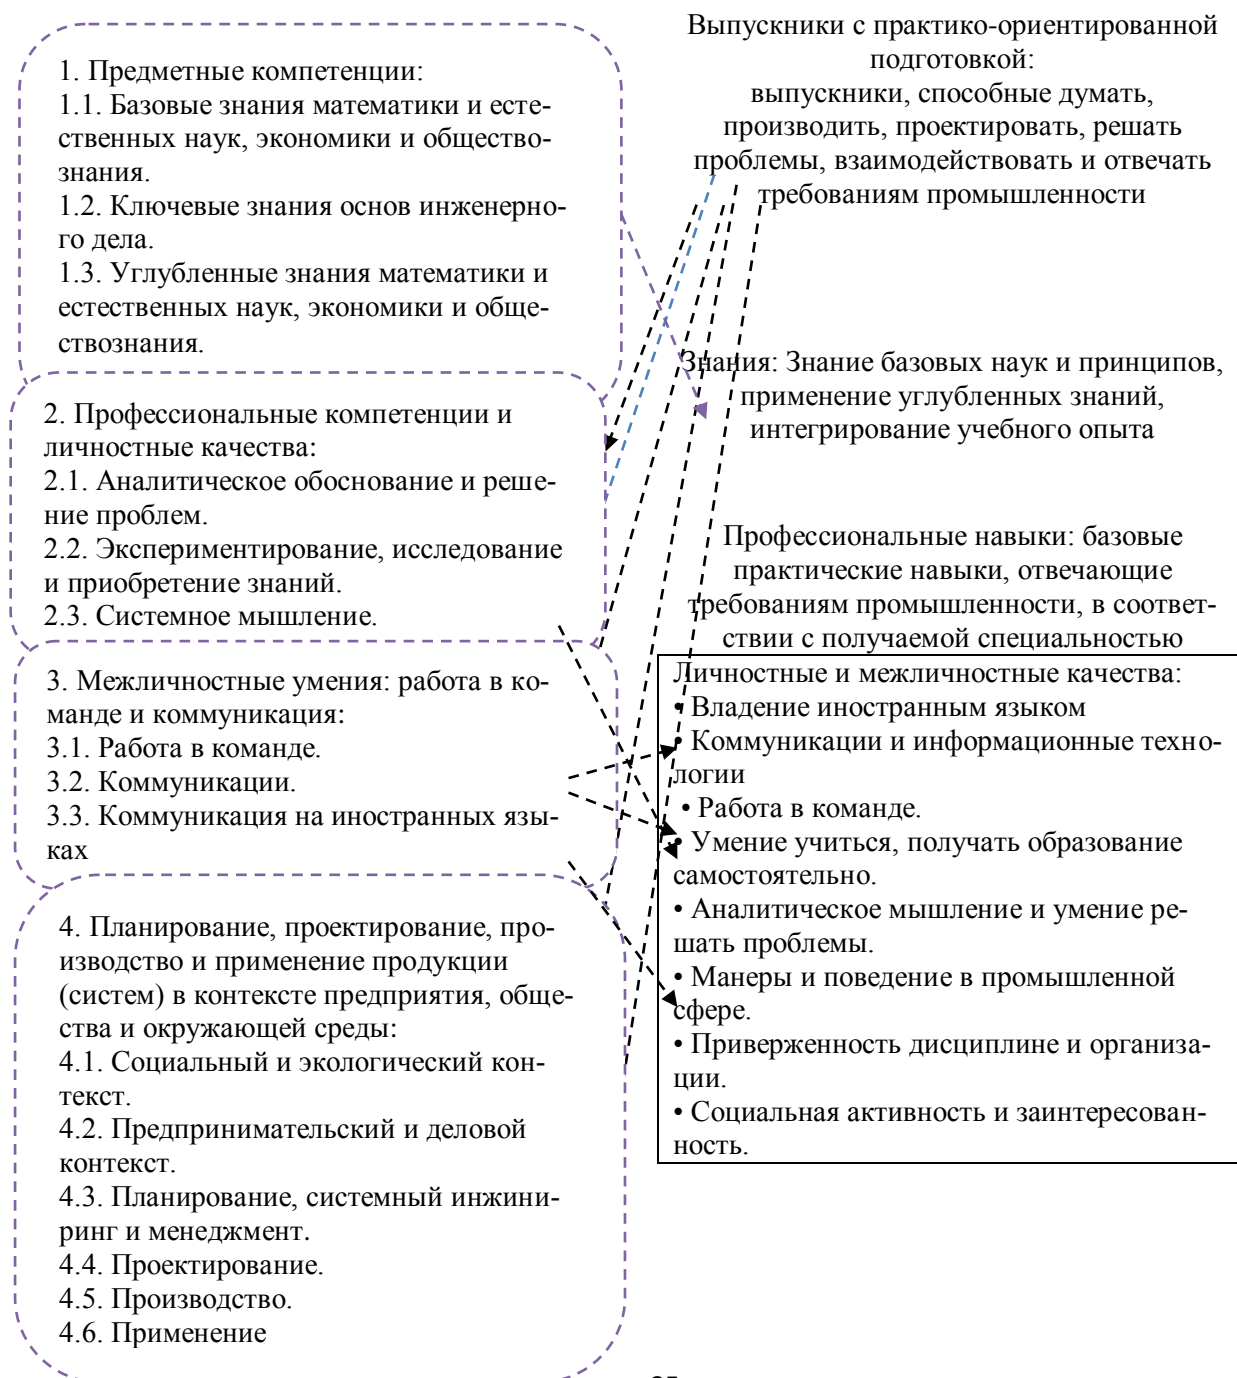 1. Предметные компетенции:
1.1. Базовые знания математики и есте-
ственных наук, экономики и общество-
знания.
1.2. Ключевые знания основ инженерно-
го дела.
1.3. Углубленные знания математики и
естественных наук, экономики и обще-
ствознания.
2. Профессиональные компетенции и
личностные качества:
2.1. Аналитическое обоснование и реше-
ние проблем.
2.2. Экспериментирование, исследование
и приобретение знаний.
2.3. Системное мышление.
3. Межличностные умения: работа в ко-
манде и коммуникация:
3.1. Работа в команде.
3.2. Коммуникации.
3.3. Коммуникация на иностранных язы-
ках
4. Планирование, проектирование, про-
изводство и применение продукции
(систем) в контексте предприятия, обще-
ства и окружающей среды:
4.1. Социальный и экологический кон-
текст.
4.2. Предпринимательский и деловой
контекст.
4.3. Планирование, системный инжини-
ринг и менеджмент.
4.4. Проектирование.
4.5. Производство.
4.6. Применение
Выпускники с практико-ориентированной
подготовкой:
выпускники, способные думать,
производить, проектировать, решать
проблемы, взаимодействовать и отвечать
требованиям промышленности
Знания: Знание базовых наук и принципов,
применение углубленных знаний,
интегрирование учебного опыта
Профессиональные навыки: базовые
практические навыки, отвечающие
требованиям промышленности, в соответ-
ствии с получаемой специальностью
Личностные и межличностные качества:
• Владение иностранным языком
• Коммуникации и информационные техно-
логии
• Работа в команде.
• Умение учиться, получать образование
самостоятельно.
• Аналитическое мышление и умение ре-
шать проблемы.
• Манеры и поведение в промышленной
сфере.
• Приверженность дисциплине и организа-
ции.
• Социальная активность и заинтересован-
ность.